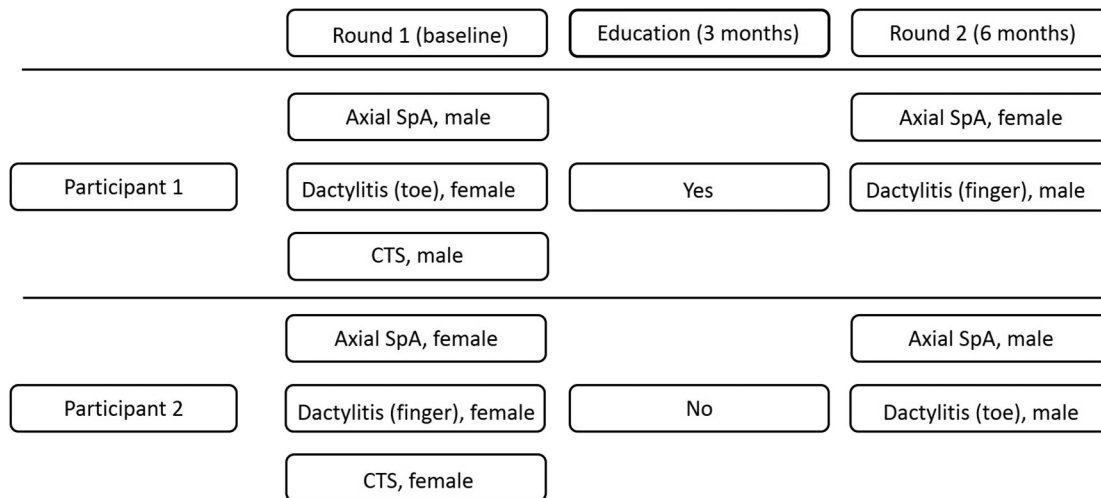 Round 1 (baseline)
Education (3 months)
Round 2 (6 months)
Axial SpA, male
Axial SpA, female
Participant 1
Dactylitis (toe), female
Yes
Dactylitis (finger), male
CTS, male
Axial SpA, female
Axial SpA, male
Participant 2
Dactylitis (finger), female
No
Dactylitis (toe), male
CTS, female